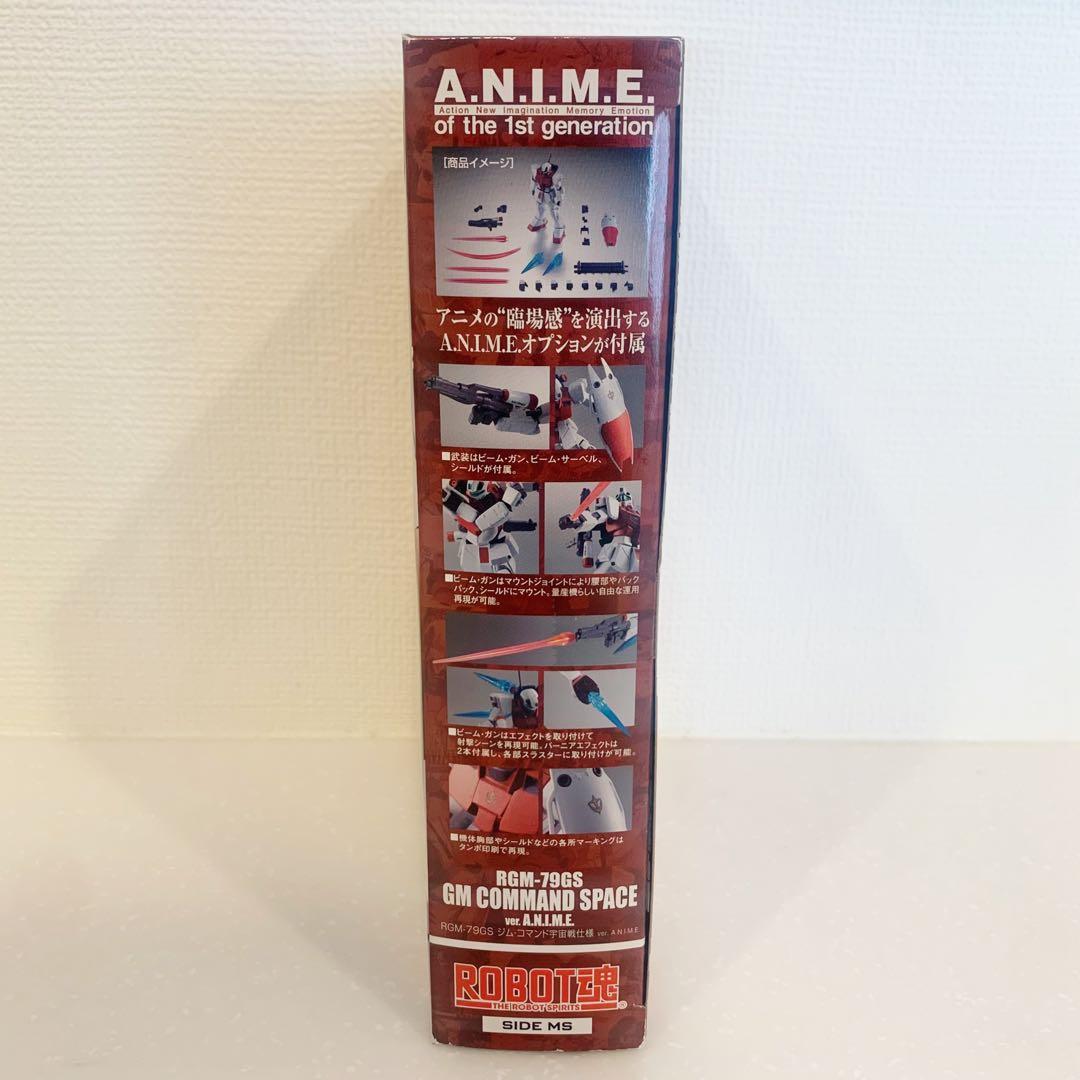 A.N.I.M.E.
Action New Imagination Memory Emotion
of the 1st generation
[商品イメージ]
アニメの“臨場感”を演出する
A.N.I.M.E.オプションが付属
■武装はビーム・ガン、ビーム・サーベル、
シールドが付属。
■ビーム・ガンはマウントジョイントにより腰部やバック
パック、シールドにマウント。量産機らしい自由な運用
再現が可能。
■ビーム・ガンはエフェクトを取り付けて
射撃シーンを再現可能。バーニアエフェクトは
2本付属し、各部スラスターに取り付けが可能。
■機体胸部やシールドなどの各所マーキングは
タンポ印刷で再現。
RGM-79GS
GM COMMAND SPACE
ver. A.N.I.M.E.
RGM-79GS ジム・コマンド宇宙戦仕様 ver. A.N.I.M.E.
ROBOT魂
THE ROBOT SPIRITS
®
SIDE MS